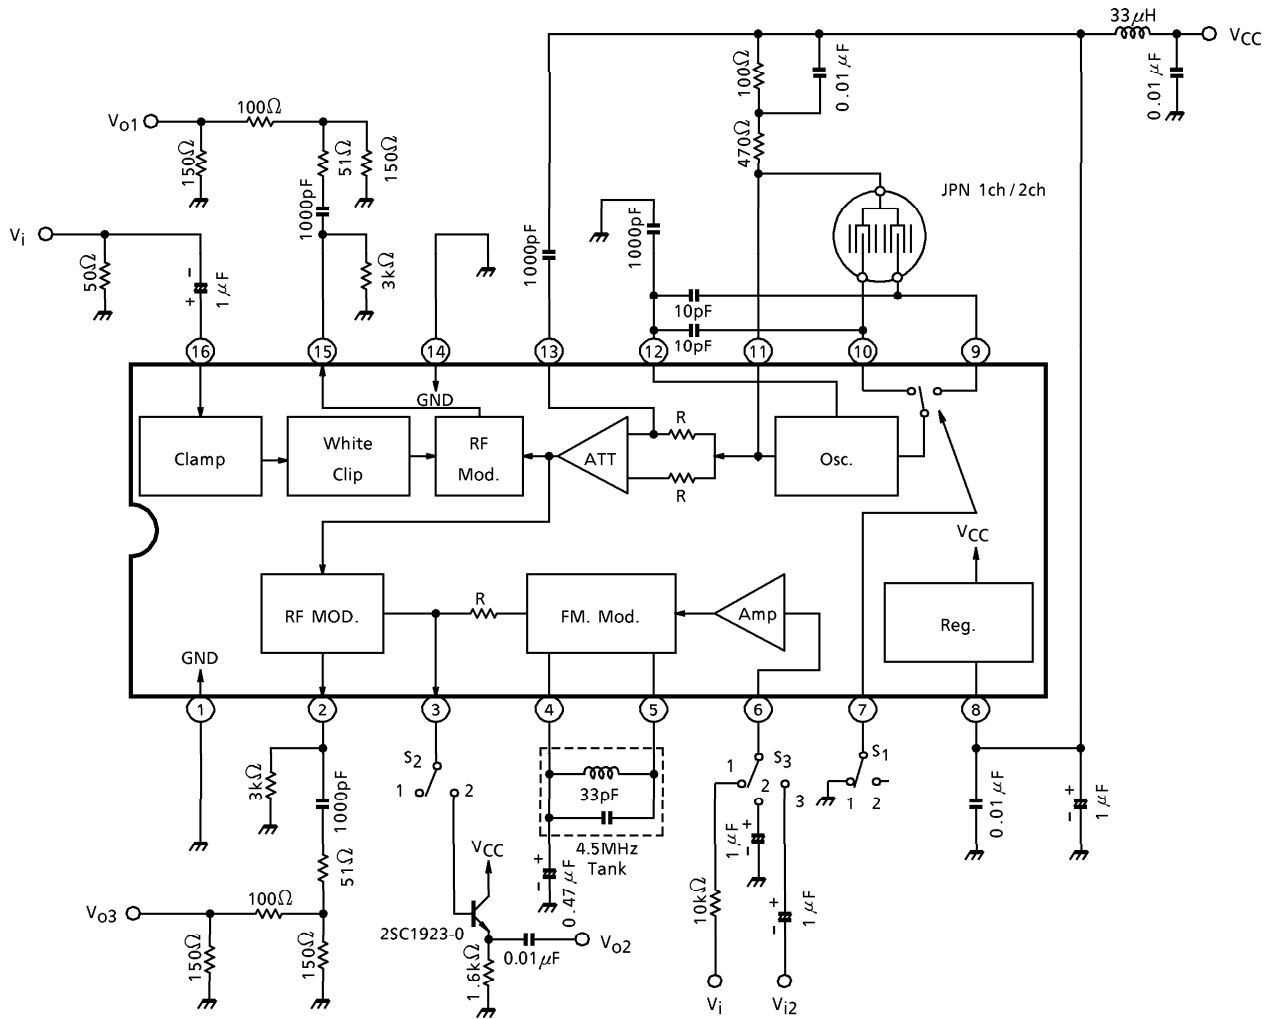 33μH
VCC
0.01μF
100Ω
0.01μF
470Ω
JPN 1ch / 2ch
Vo1
100Ω
150Ω
51Ω
150Ω
1000pF
3kΩ
Vi
50Ω
-
+
1μF
1000pF
1000pF
10pF
10pF
16
15
14
13
12
11
10
9
GND
Clamp
White
Clip
RF
Mod.
ATT
R
R
Osc.
VCC
RF MOD.
R
FM. Mod.
Amp
Reg.
GND
1
2
3
4
5
6
7
8
3kΩ
1000pF
51Ω
S2
1
2
33pF
4.5MHz
Tank
+
-
0.47μF
1
S3
2
3
+
-
1μF
10kΩ
+
-
1μF
Vi
Vi2
S1
1
2
0.01μF
+
-
1μF
VCC
2SC1923-0
0.01μF
Vo2
1.6kΩ
Vo3
100Ω
150Ω
150Ω